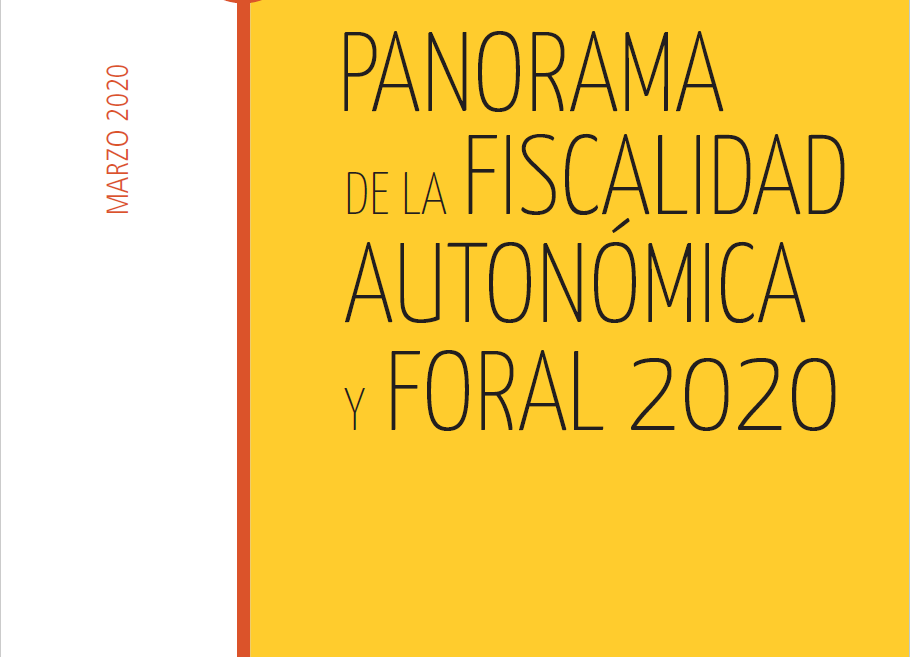 MARZO 2020
PANORAMA
DE LA FISCALIDAD
AUTONÓMICA
Y FORAL 2020